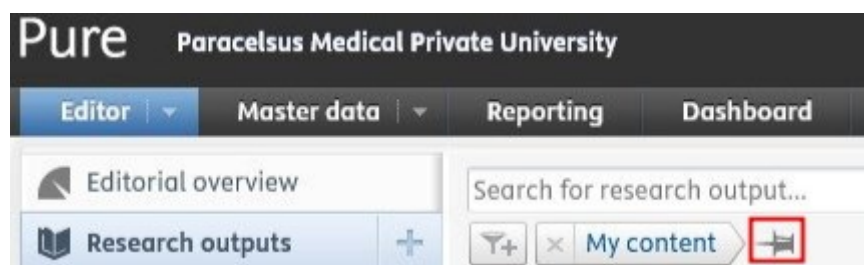 Pure Paracelsus Medical Private University
Editor Master data Reporting Dashboard
Editorial overview
Search for research output...
Research outputs
My content